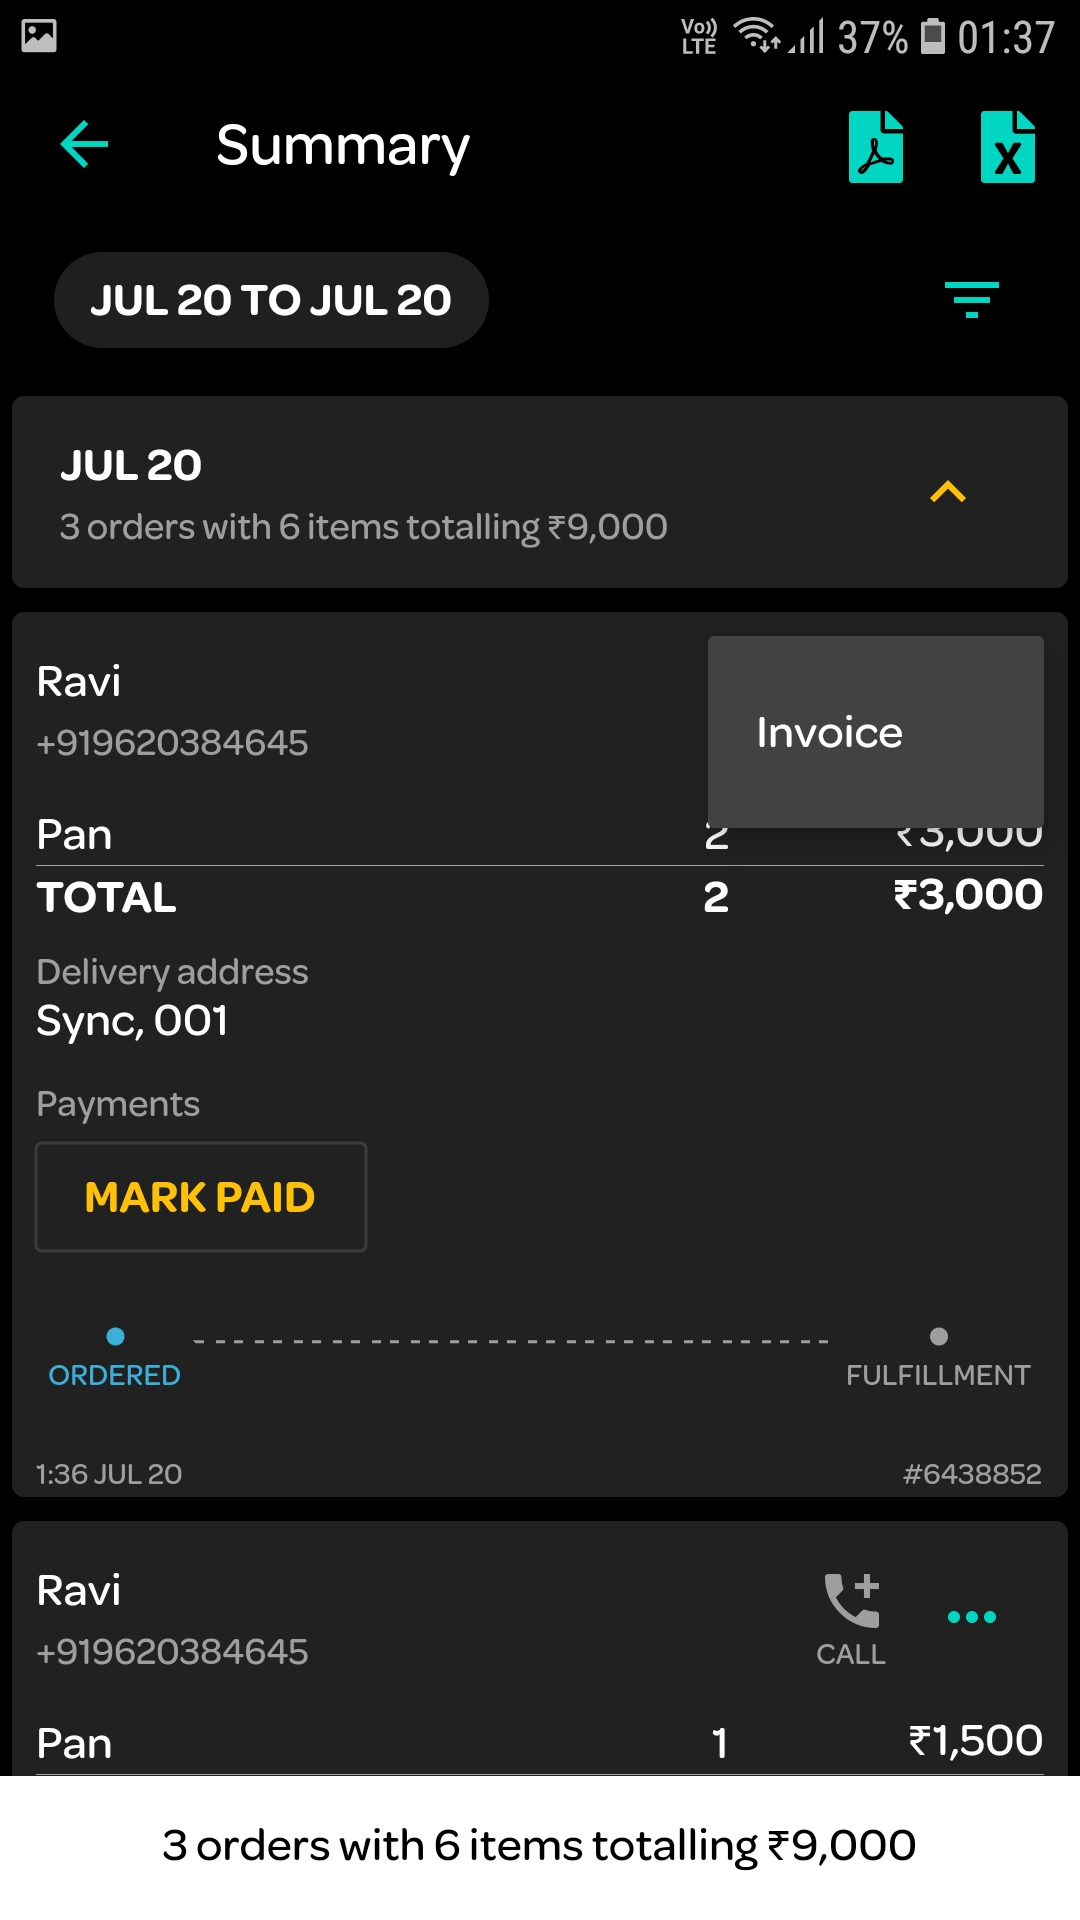 Vo)) LTE 37% 01:37
Summary
JUL 20 TO JUL 20
JUL 20
3 orders with 6 items totalling ₹9,000
Ravi
+919620384645
Invoice
Pan 2 ₹3,000
TOTAL 2 ₹3,000
Delivery address
Sync, 001
Payments
MARK PAID
ORDERED FULFILLMENT
1:36 JUL 20 #6438852
Ravi
+919620384645
CALL
Pan 1 ₹1,500
3 orders with 6 items totalling ₹9,000